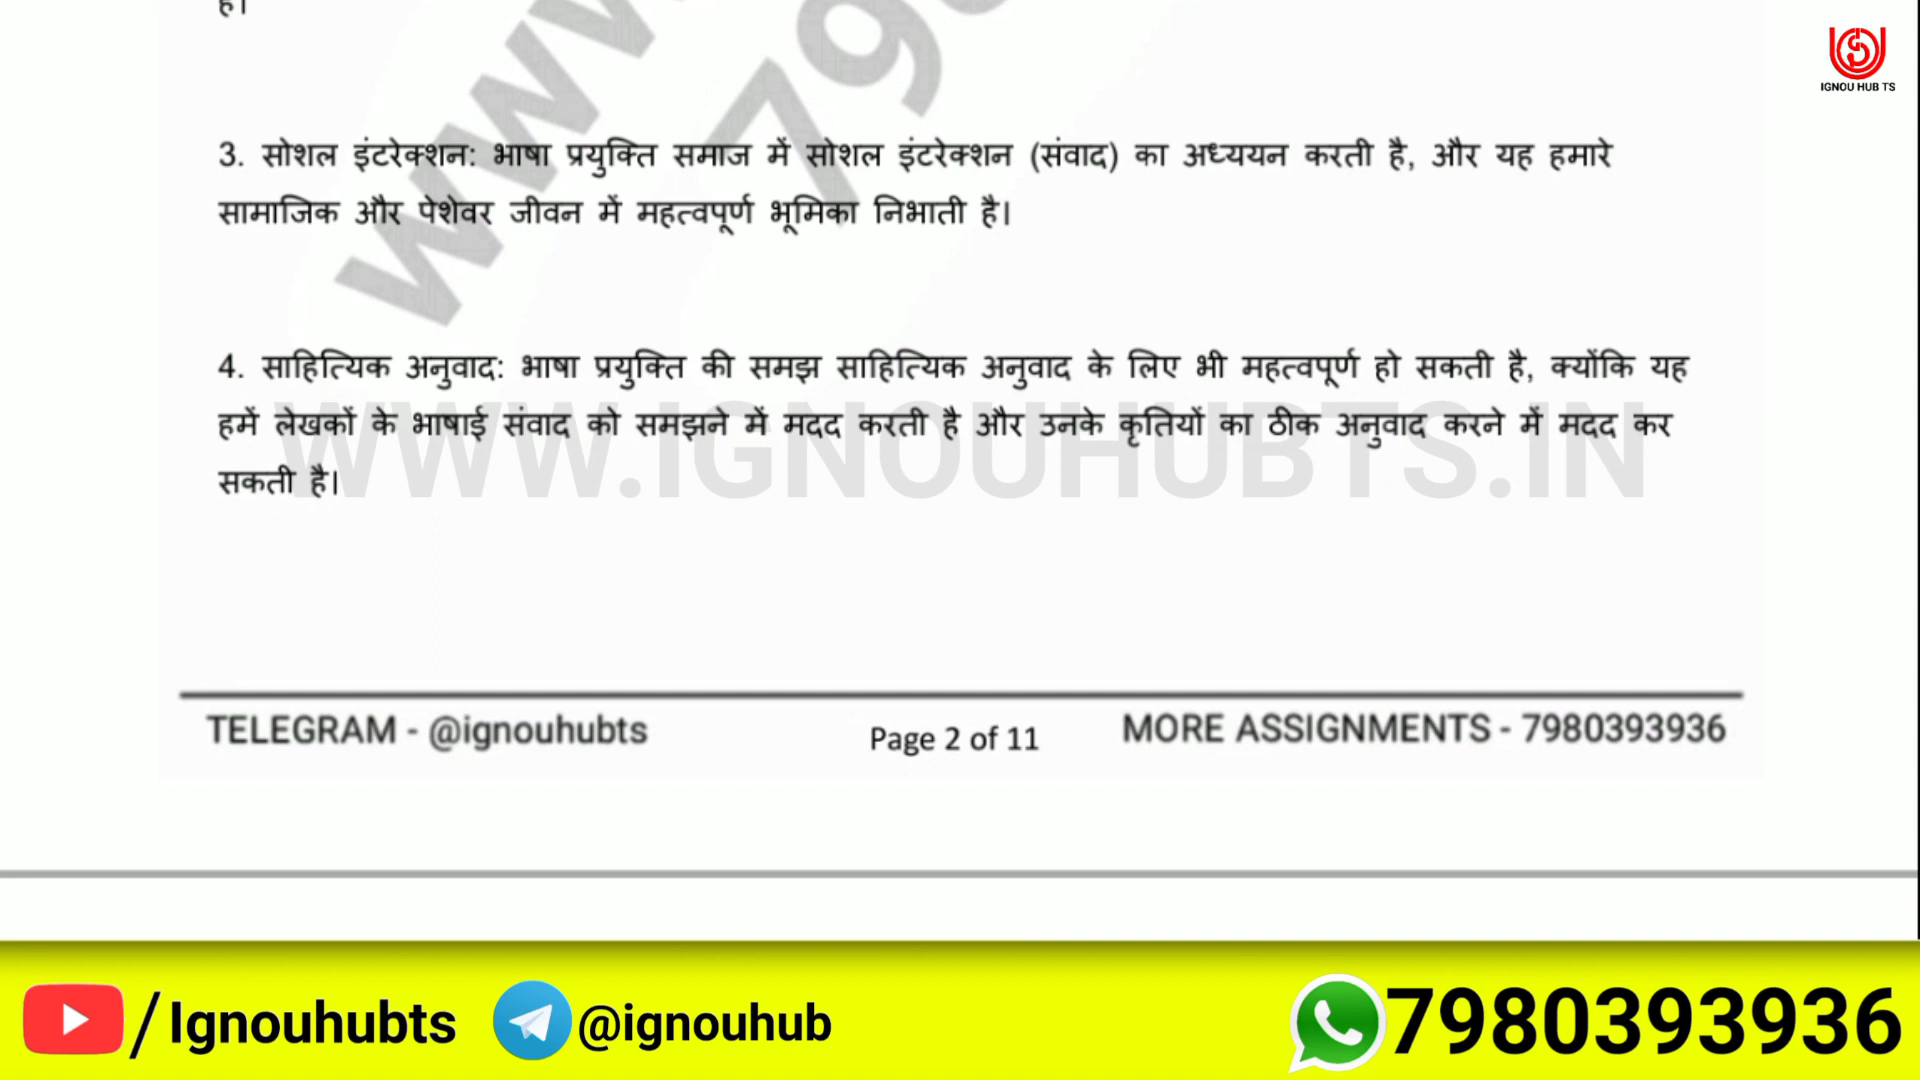 है।
IGNOU HUB TS
3. सोशल इंटरेक्शन: भाषा प्रयुक्ति समाज में सोशल इंटरेक्शन (संवाद) का अध्ययन करती है, और यह हमारे
सामाजिक और पेशेवर जीवन में महत्वपूर्ण भूमिका निभाती है।
4. साहित्यिक अनुवाद: भाषा प्रयुक्ति की समझ साहित्यिक अनुवाद के लिए भी महत्वपूर्ण हो सकती है, क्योंकि यह
हमें लेखकों के भाषाई संवाद को समझने में मदद करती है और उनके कृतियों का ठीक अनुवाद करने में मदद कर
सकती है।
WWW.IGNOUHUBTS.IN
TELEGRAM - @ignouhubts
Page 2 of 11
MORE ASSIGNMENTS - 7980393936
/Ignouhubts
@ignouhub
7980393936